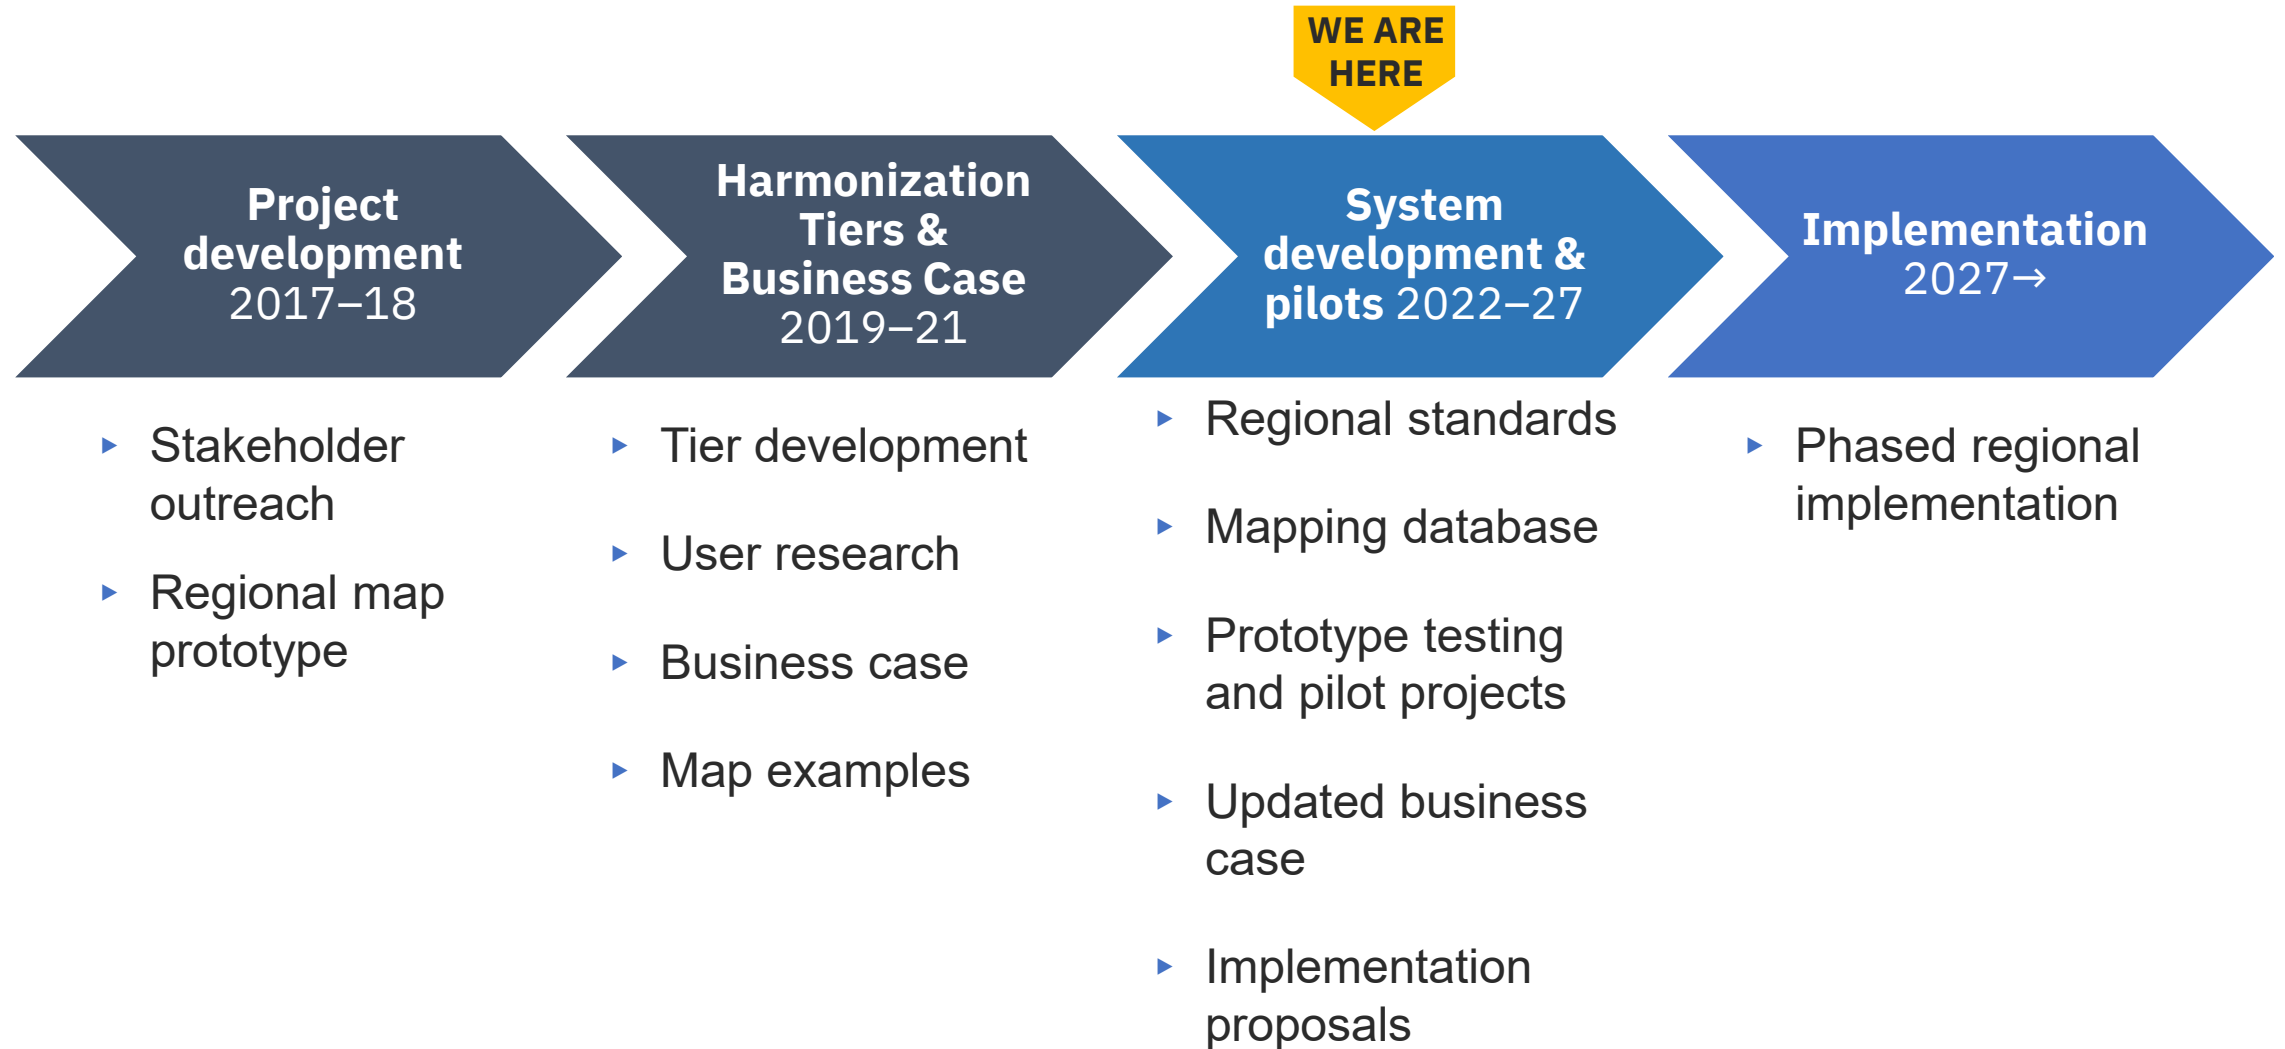 WE ARE
HERE
Project
development
2017–18
Harmonization
Tiers &
Business Case
2019–21
System
development &
pilots 2022–27
Implementation
2027→
Stakeholder
outreach
Regional map
prototype
Tier development
User research
Business case
Map examples
Regional standards
Mapping database
Prototype testing
and pilot projects
Updated business
case
Implementation
proposals
Phased regional
implementation